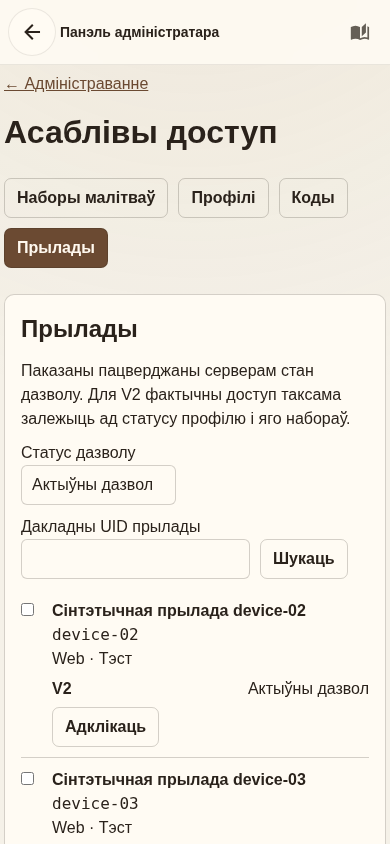 Панэль адміністратара
← Адміністраванне
Асаблівы доступ
Наборы малітваў
Профілі
Коды
Прылады
Прылады
Паказаны пацверджаны серверам стан
дазволу. Для V2 фактычны доступ таксама
залежыць ад статусу профілю і яго набораў.
Статус дазволу
Актыўны дазвол
Дакладны UID прылады
Шукаць
Сінтэтычная прылада device-02
device-02
Web · Тэст
V2 Актыўны дазвол
Адклікаць
Сінтэтычная прылада device-03
device-03
Web · Тэст